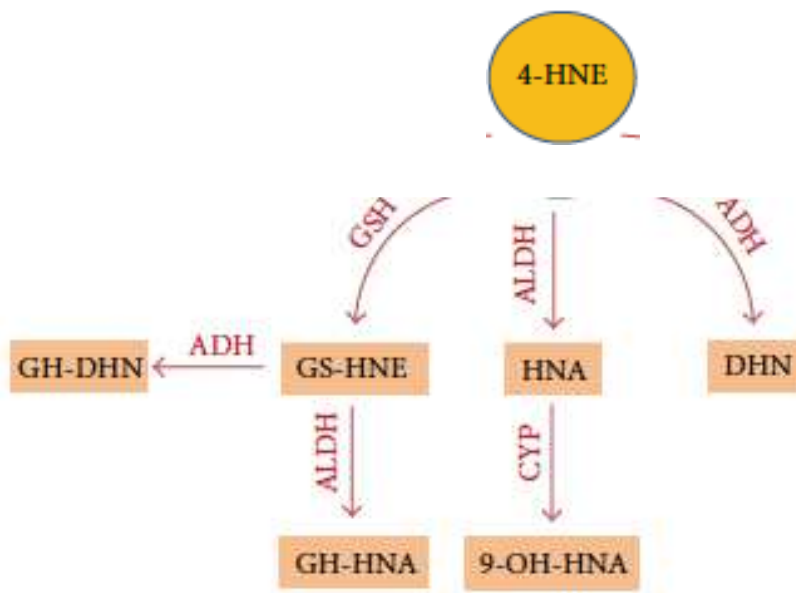 4-HNE
GSH
ALDH
ADH
GH-DHN
ADH
GS-HNE
HNA
DHN
ALDH
CYP
GH-HNA
9-OH-HNA